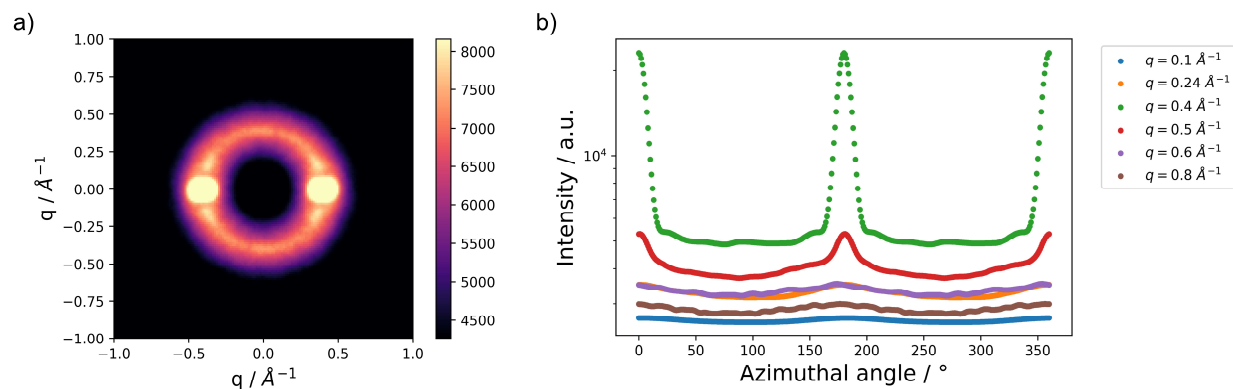 a)
1.00
0.75
0.50
0.25
0.00
−0.25
−0.50
−0.75
−1.00
q / Å⁻¹
−1.0
−0.5
0.0
0.5
1.0
q / Å⁻¹
8000
7500
7000
6500
6000
5500
5000
4500
b)
Intensity / a.u.
10⁴
0
50
100
150
200
250
300
350
Azimuthal angle / °
q = 0.1 Å⁻¹
q = 0.24 Å⁻¹
q = 0.4 Å⁻¹
q = 0.5 Å⁻¹
q = 0.6 Å⁻¹
q = 0.8 Å⁻¹